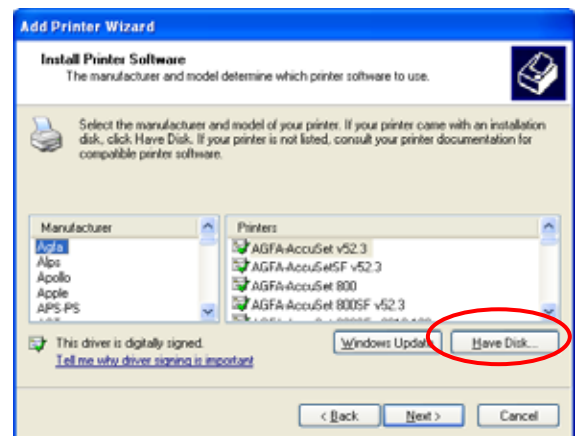 Add Printer Wizard
Install Printer Software
The manufacturer and model determine which printer software to use.
Select the manufacturer and model of your printer. If your printer came with an installation
disk, click Have Disk. If your printer is not listed, consult your printer documentation for
compatible printer software.
Manufacturer
Agfa
Alps
Apollo
Apple
APS-PS
Printers
AGFA-AccuSet v52.3
AGFA-AccuSetSF v52.3
AGFA-AccuSet 800
AGFA-AccuSet 800SF v52.3
This driver is digitally signed.
Tell me why driver signing is important
Windows Update
Have Disk...
< Back
Next >
Cancel